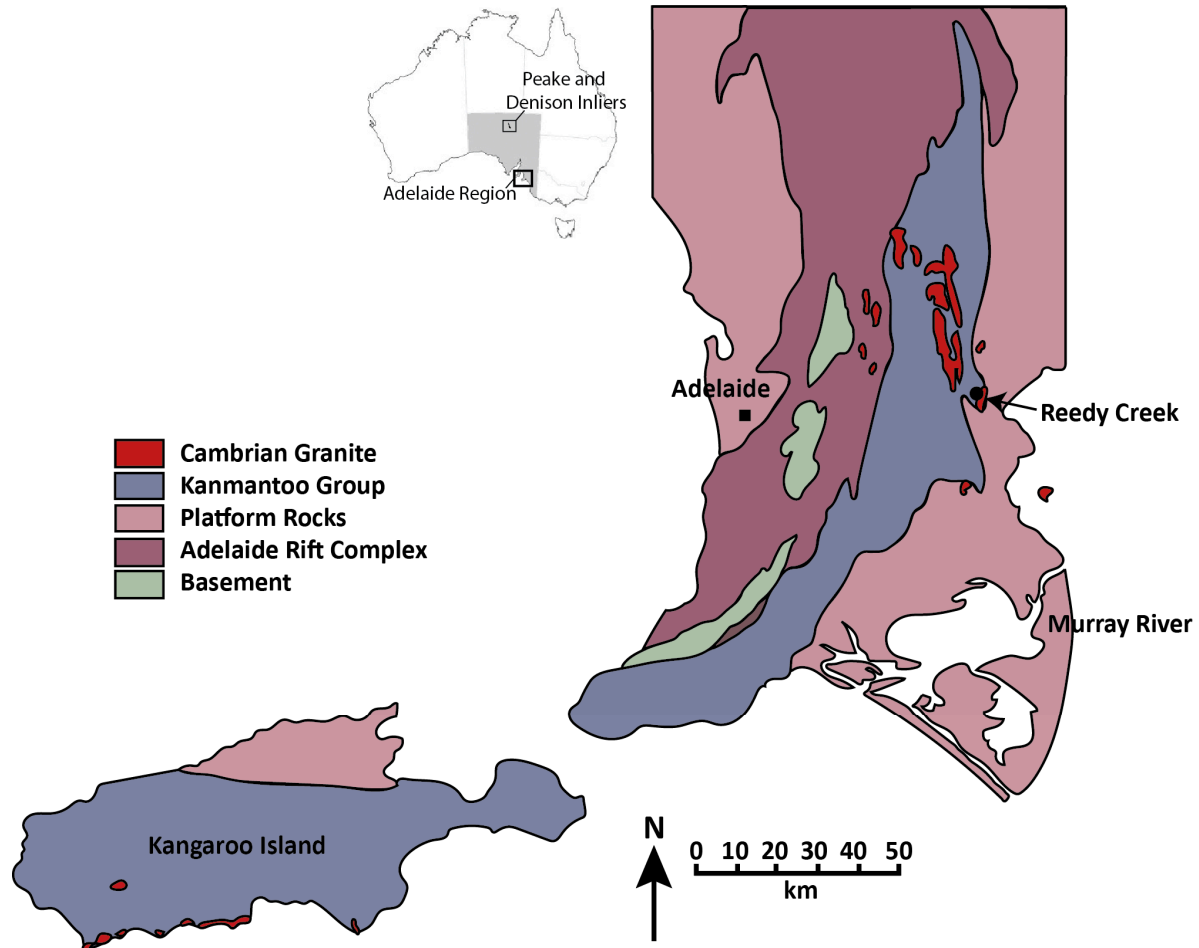 Peake and
Denison Inliers
Adelaide Region
Adelaide
Reedy Creek
Cambrian Granite
Kanmantoo Group
Platform Rocks
Adelaide Rift Complex
Basement
Murray River
Kangaroo Island
N
0 10 20 30 40 50
km